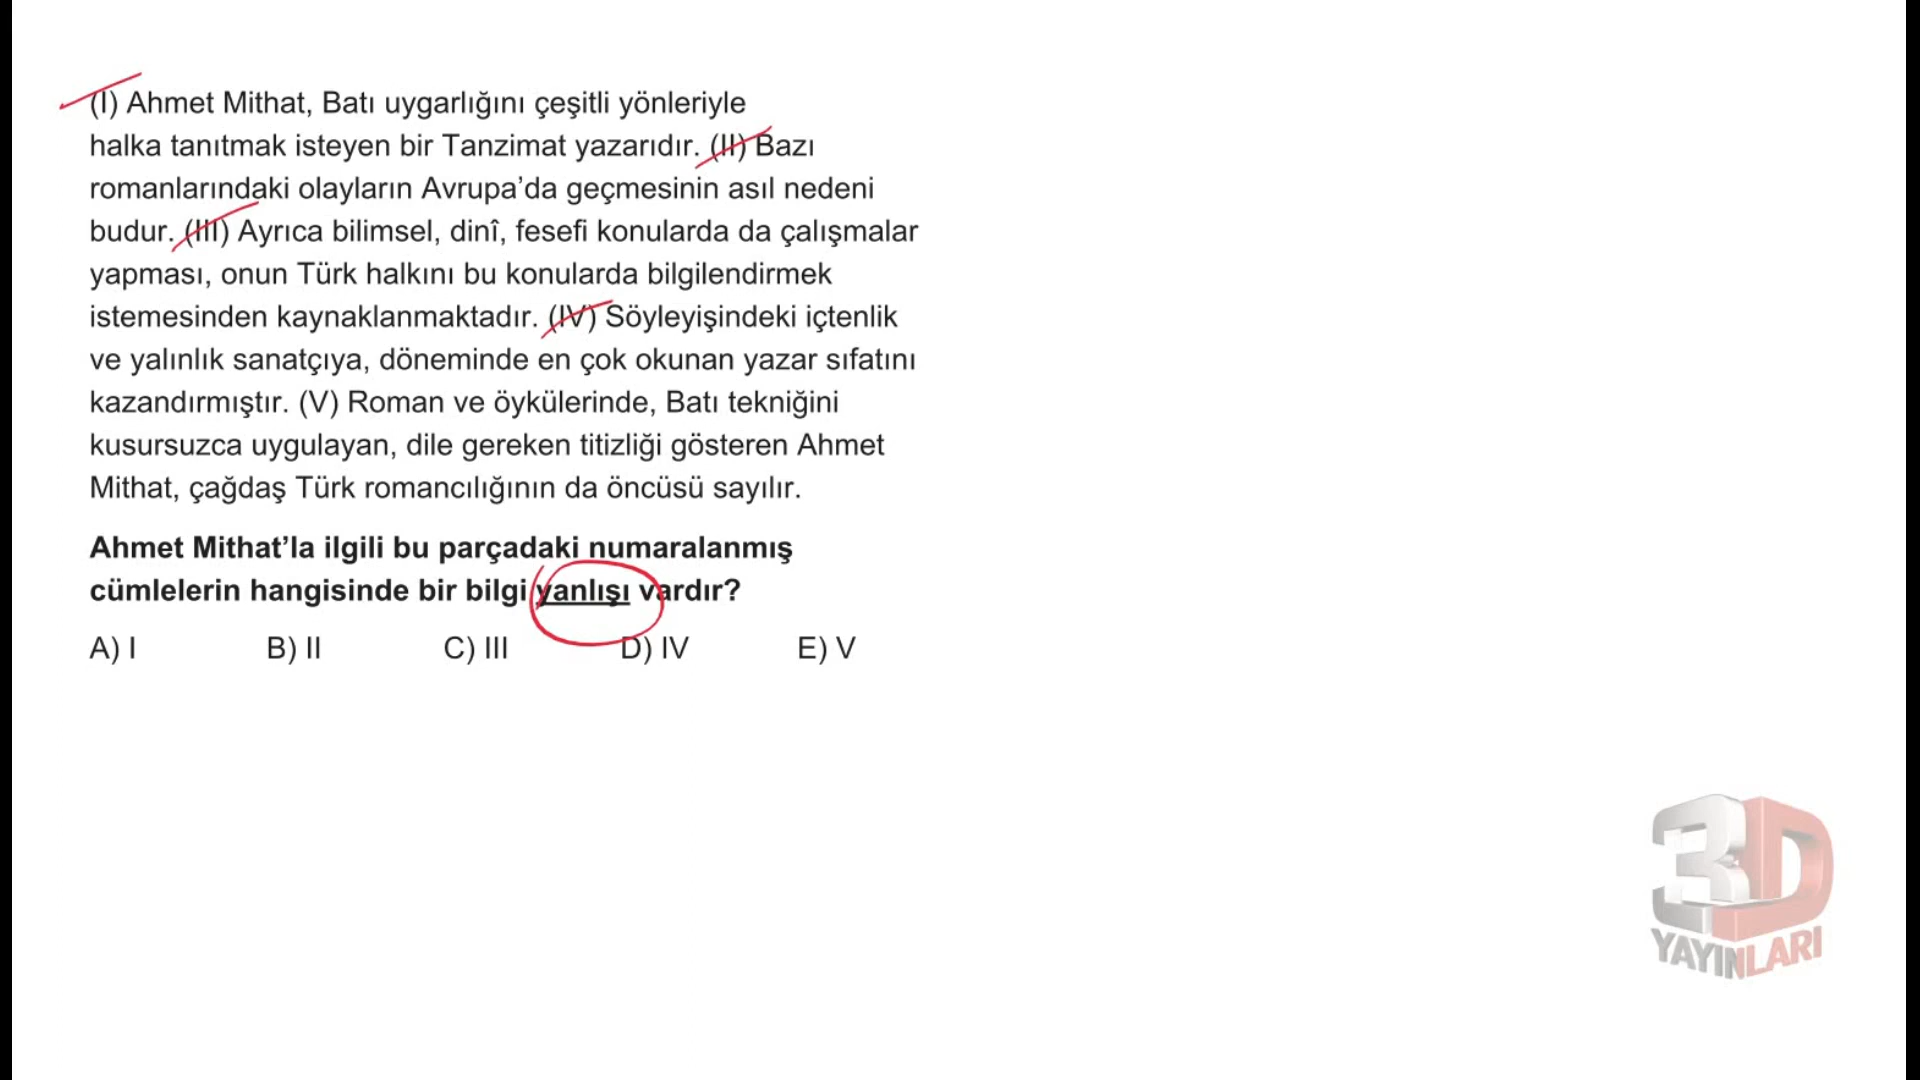 (I) Ahmet Mithat, Batı uygarlığını çeşitli yönleriyle
halka tanıtmak isteyen bir Tanzimat yazarıdır. (II) Bazı
romanlarındaki olayların Avrupa’da geçmesinin asıl nedeni
budur. (III) Ayrıca bilimsel, dinî, fesefi konularda da çalışmalar
yapması, onun Türk halkını bu konularda bilgilendirmek
istemesinden kaynaklanmaktadır. (IV) Söyleyişindeki içtenlik
ve yalınlık sanatçıya, döneminde en çok okunan yazar sıfatını
kazandırmıştır. (V) Roman ve öykülerinde, Batı tekniğini
kusursuzca uygulayan, dile gereken titizliği gösteren Ahmet
Mithat, çağdaş Türk romancılığının da öncüsü sayılır.
Ahmet Mithat’la ilgili bu parçadaki numaralanmış
cümlelerin hangisinde bir bilgi yanlışı vardır?
A) I B) II C) III D) IV E) V
3D
YAYINLARI